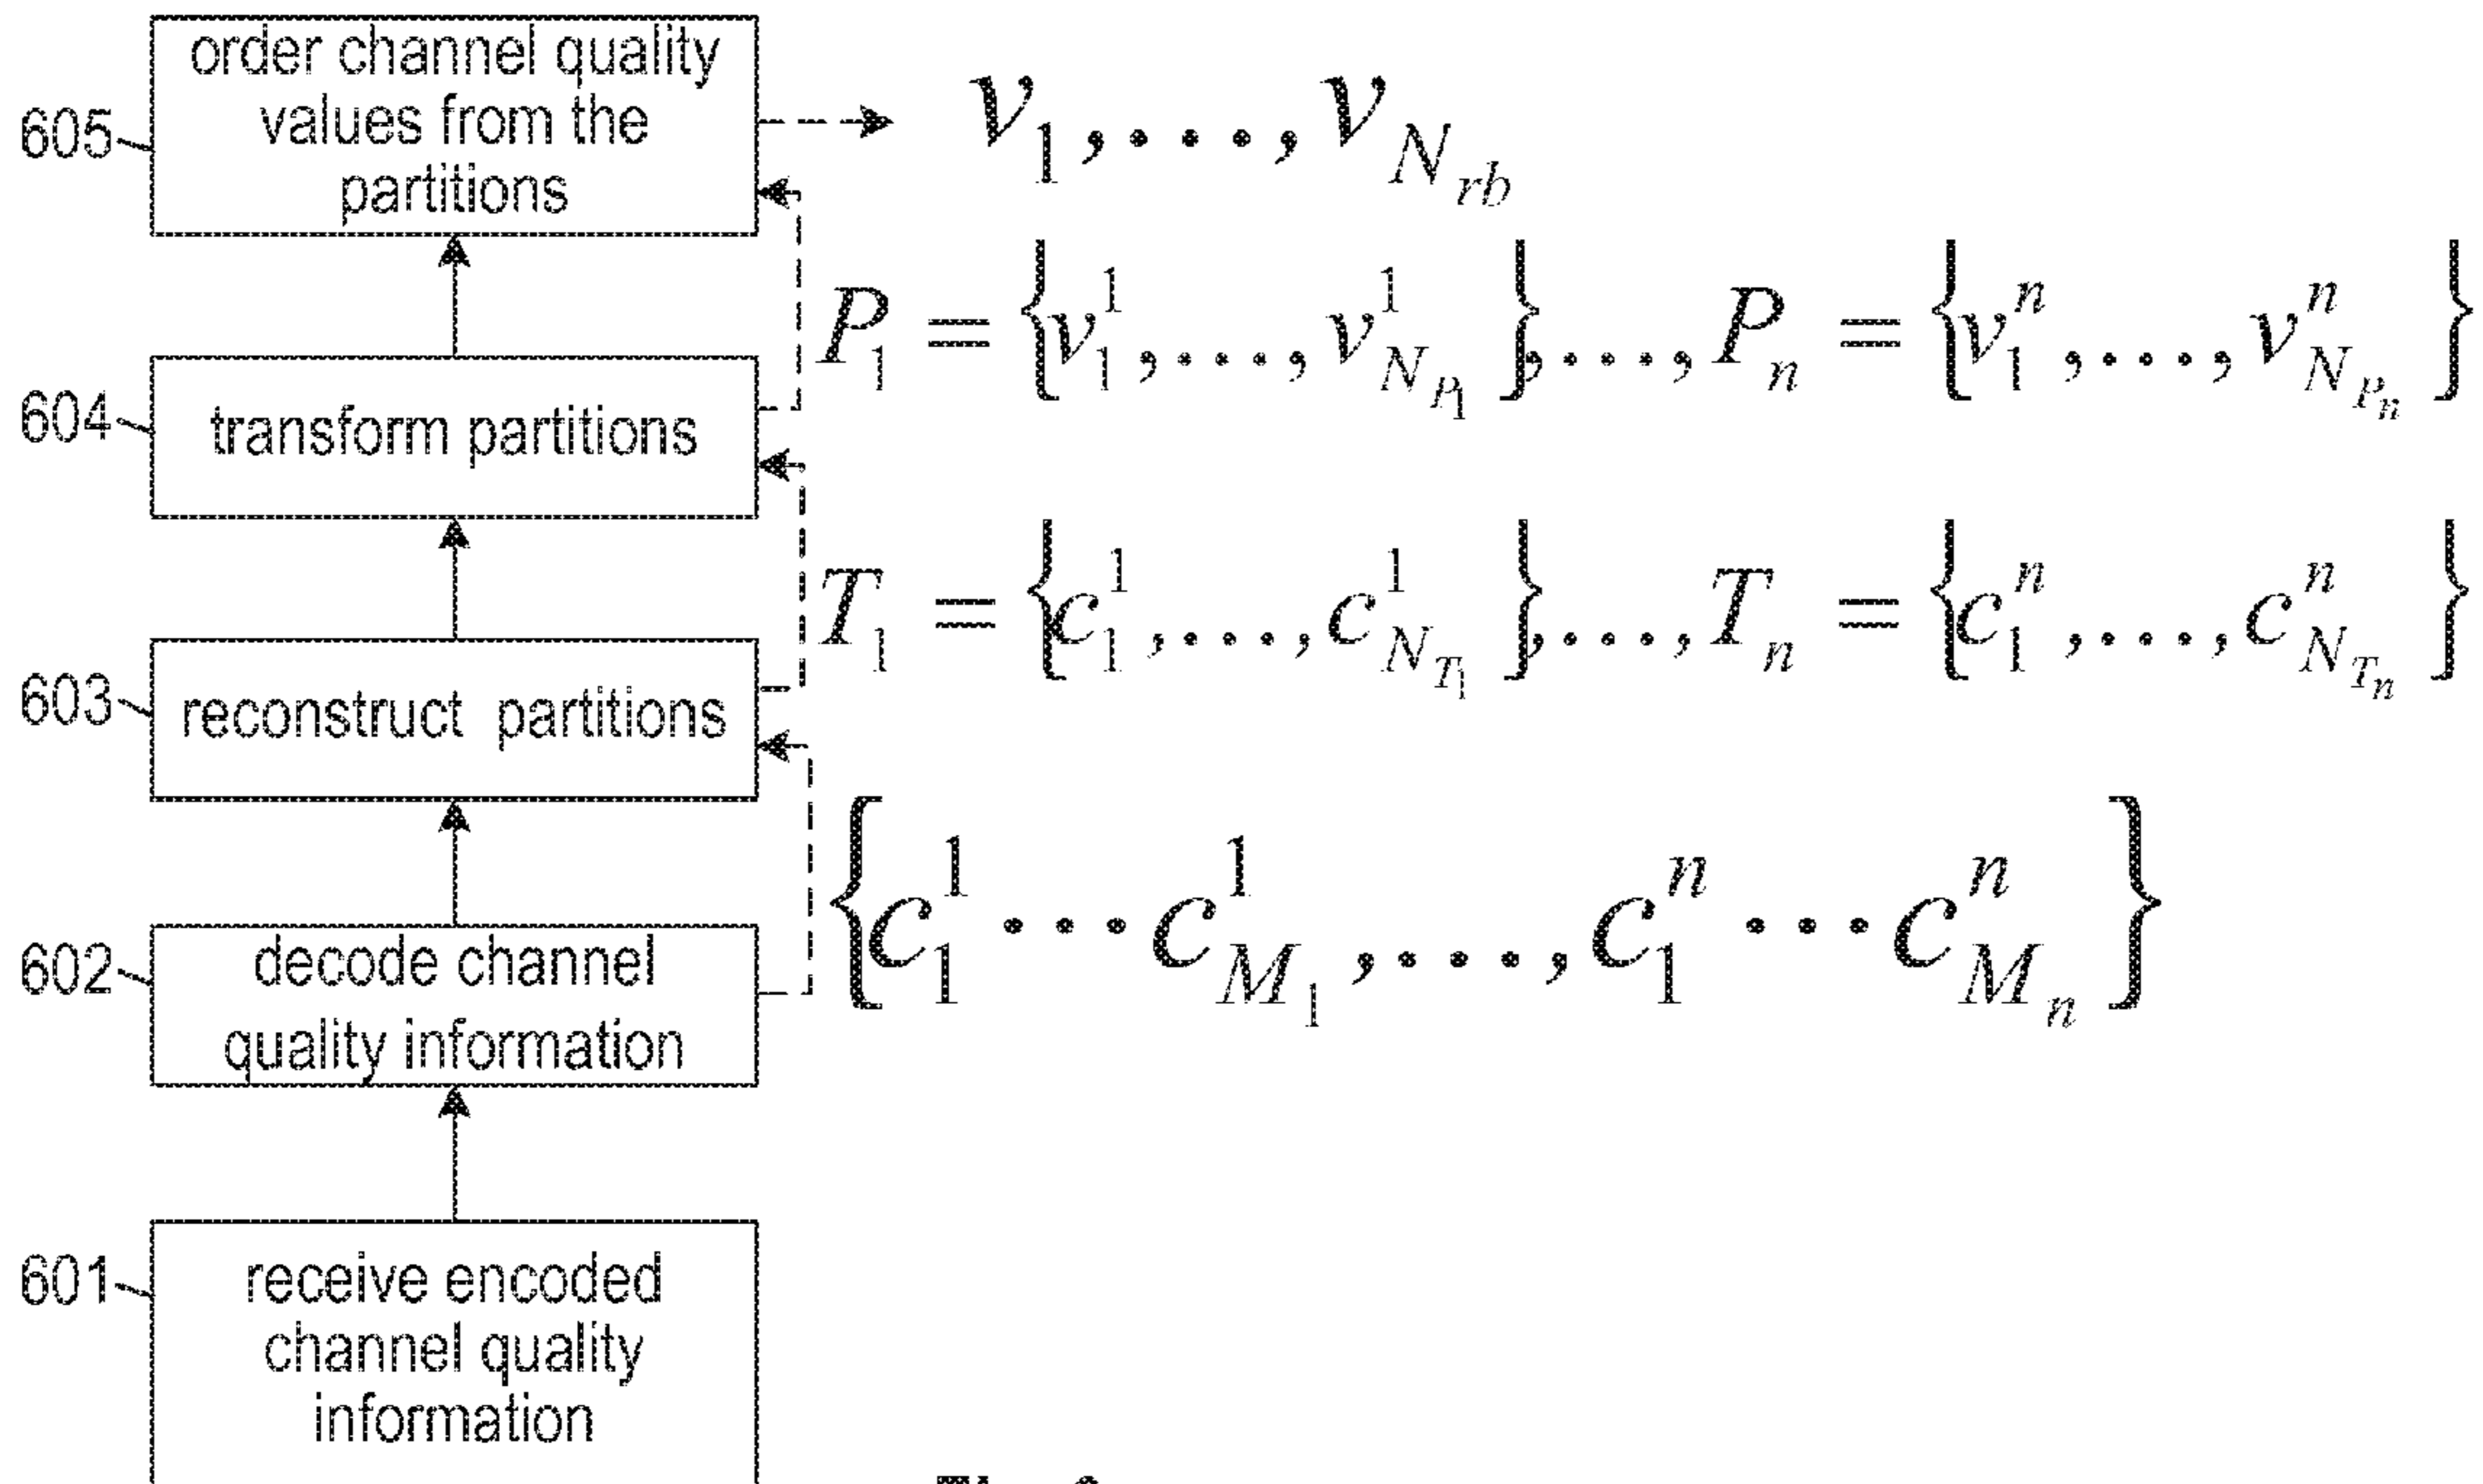 order channel quality
values from the
partitions
605
v_1,...,v_{N_{rb}}
P_1 = {v_1^1,...,v_{N_{P_1}}^1},...,P_n = {v_1^n,...,v_{N_{P_n}}^n}
604
transform partitions
T_1 = {c_1^1,...,c_{N_{T_1}}^1},...,T_n = {c_1^n,...,c_{N_{T_n}}^n}
603
reconstruct partitions
{c_1^1 ··· c_{M_1}^1,...,c_1^n ··· c_{M_n}^n}
602
decode channel
quality information
601
receive encoded
channel quality
information